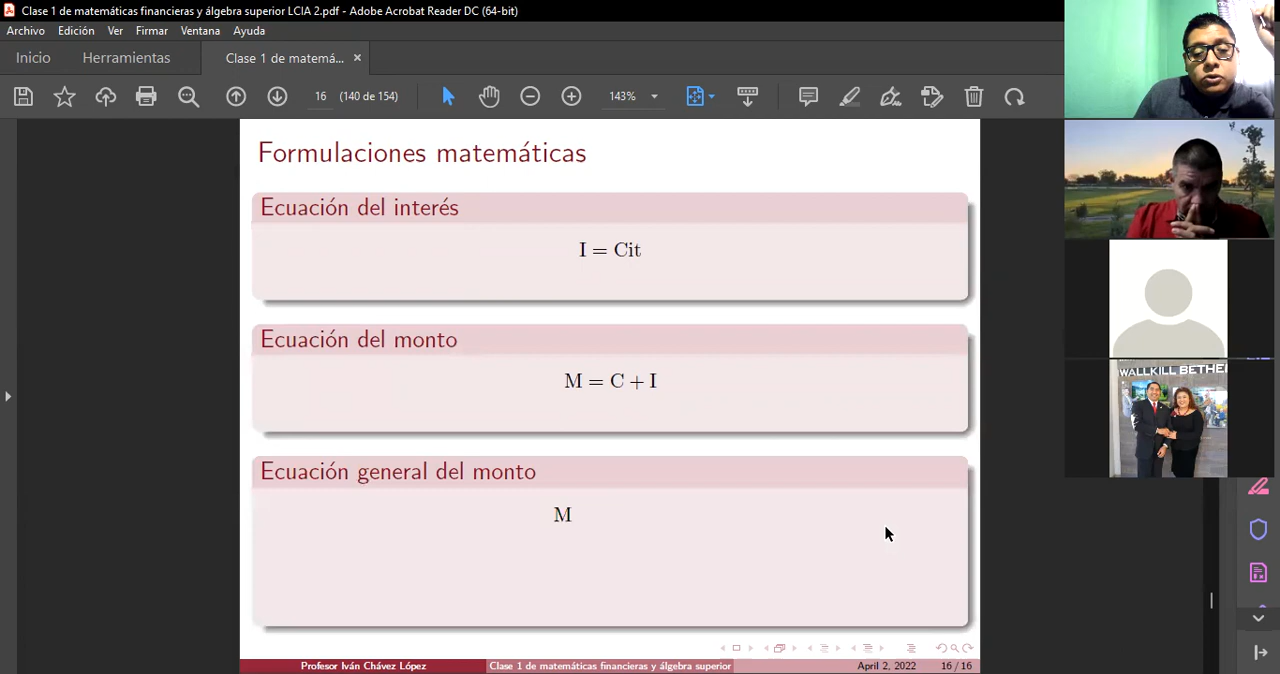 Clase 1 de matemáticas financieras y álgebra superior LCIA 2.pdf - Adobe Acrobat Reader DC (64-bit)
Archivo Edición Ver Firmar Ventana Ayuda
Inicio Herramientas Clase 1 de matemá... ×
16 (140 de 154) 143%
Formulaciones matemáticas
Ecuación del interés
I = Cit
Ecuación del monto
M = C + I
Ecuación general del monto
M
Profesor Iván Chávez López Clase 1 de matemáticas financieras y álgebra superior April 2, 2022 16 / 16
WALLKILL BETHEL